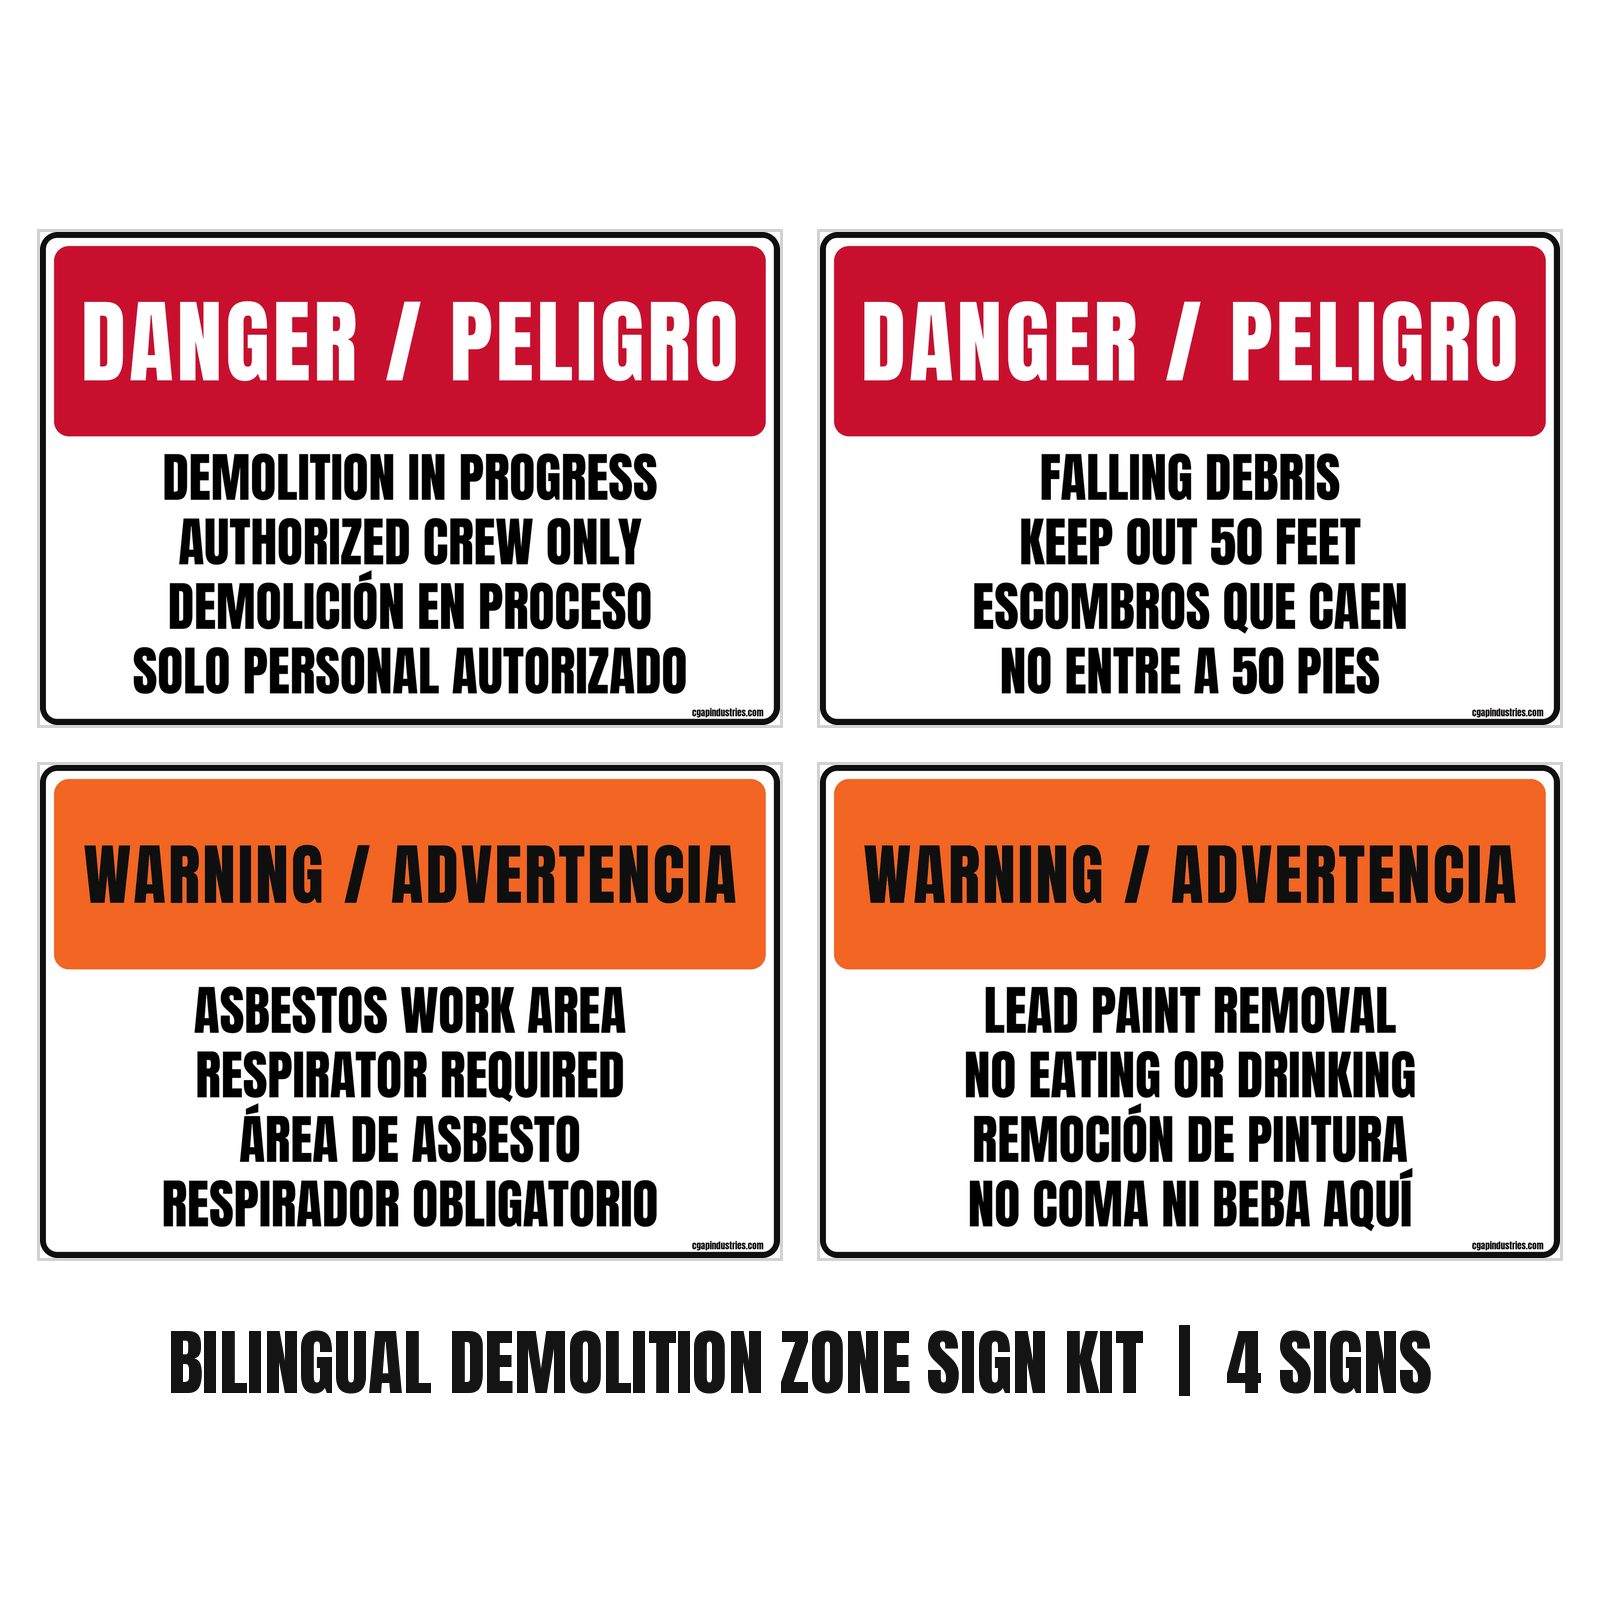 DANGER / PELIGRO
DEMOLITION IN PROGRESS
AUTHORIZED CREW ONLY
DEMOLICIÓN EN PROCESO
SOLO PERSONAL AUTORIZADO
cgapindustries.com
DANGER / PELIGRO
FALLING DEBRIS
KEEP OUT 50 FEET
ESCOMBROS QUE CAEN
NO ENTRE A 50 PIES
cgapindustries.com
WARNING / ADVERTENCIA
ASBESTOS WORK AREA
RESPIRATOR REQUIRED
ÁREA DE ASBESTO
RESPIRADOR OBLIGATORIO
cgapindustries.com
WARNING / ADVERTENCIA
LEAD PAINT REMOVAL
NO EATING OR DRINKING
REMOCIÓN DE PINTURA
NO COMA NI BEBA AQUÍ
cgapindustries.com
BILINGUAL DEMOLITION ZONE SIGN KIT | 4 SIGNS